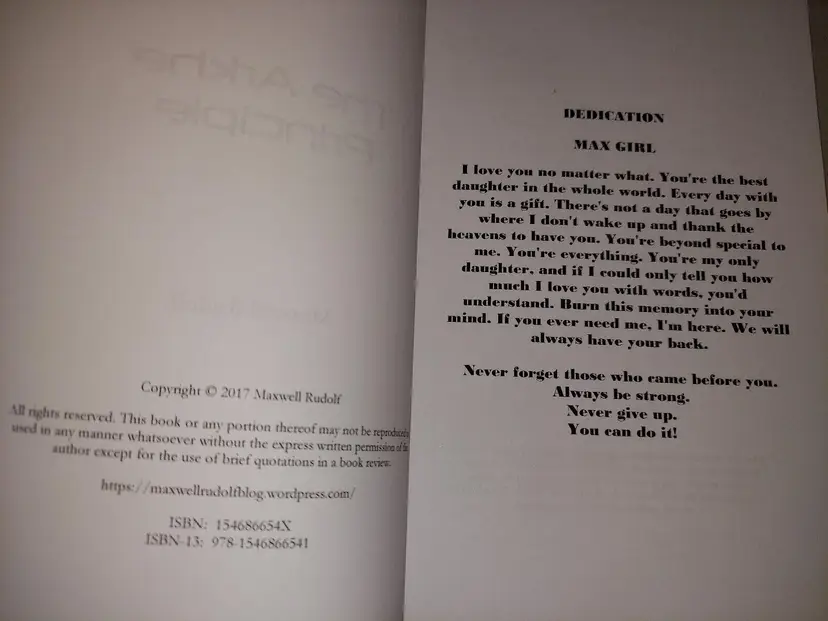 Copyright © 2017 Maxwell Rudolf
All rights reserved. This book or any portion thereof may not be reproduced
used in any manner whatsoever without the express written permission of
author except for the use of brief quotations in a book review.
https://maxwellrudolfblog.wordpress.com/
ISBN: 154686654X
ISBN-13: 978-1546866541
DEDICATION
MAX GIRL
I love you no matter what. You're the best
daughter in the whole world. Every day with
you is a gift. There's not a day that goes by
where I don't wake up and thank the
heavens to have you. You're beyond special to
me. You're everything. You're my only
daughter, and if I could only tell you how
much I love you with words, you'd
understand. Burn this memory into your
mind. If you ever need me, I'm here. We will
always have your back.
Never forget those who came before you.
Always be strong.
Never give up.
You can do it!